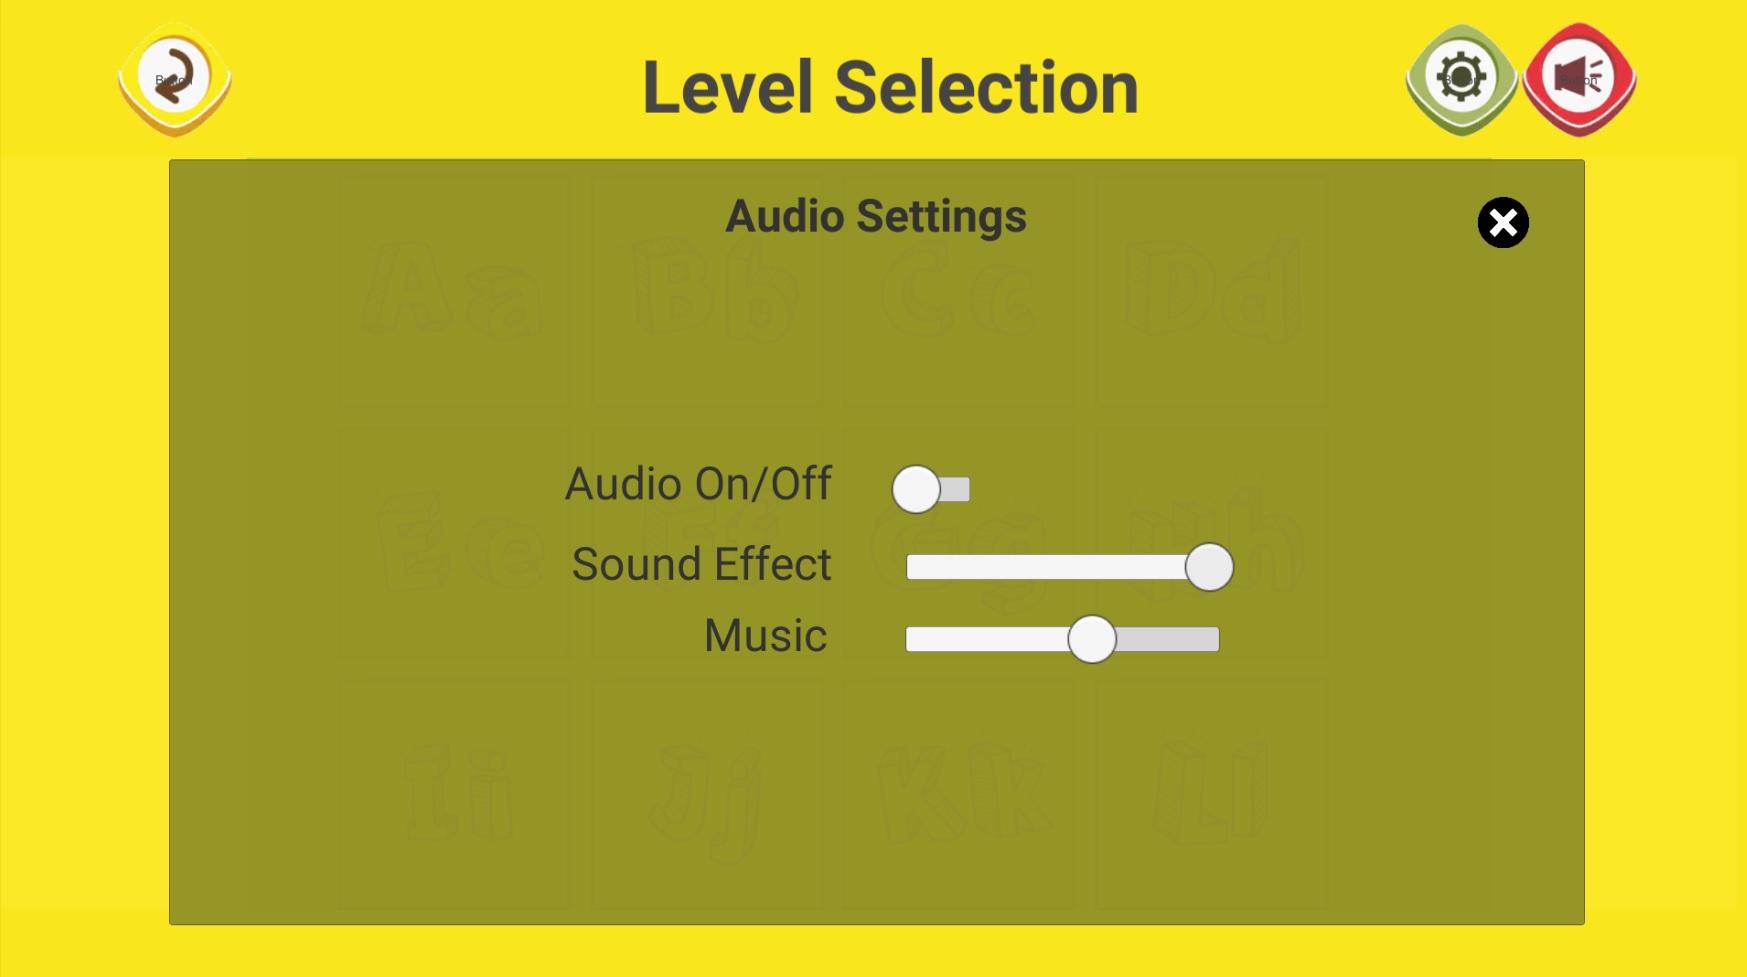 Button
Level Selection
Button
Button
Audio Settings
Aa
Bb
Cc
Dd
Audio On/Off
Ee
Ff
Gg
Hh
Sound Effect
Music
Ii
Jj
Kk
Ll